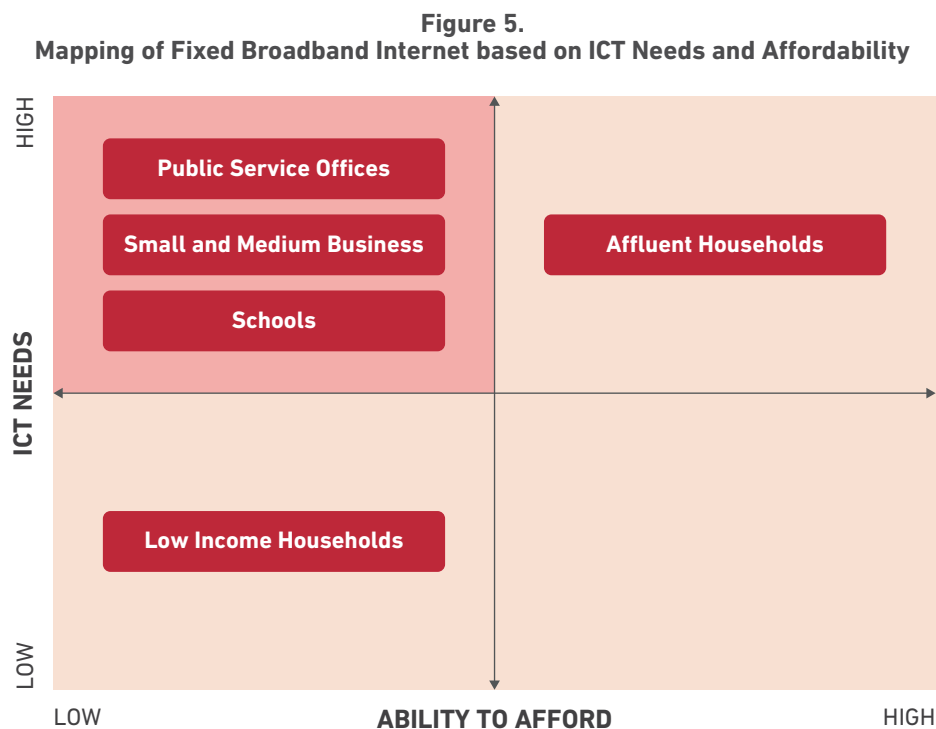 Figure 5.
Mapping of Fixed Broadband Internet based on ICT Needs and Affordability
HIGH
Public Service Offices
Small and Medium Business
Affluent Households
Schools
ICT NEEDS
Low Income Households
LOW
LOW
ABILITY TO AFFORD
HIGH